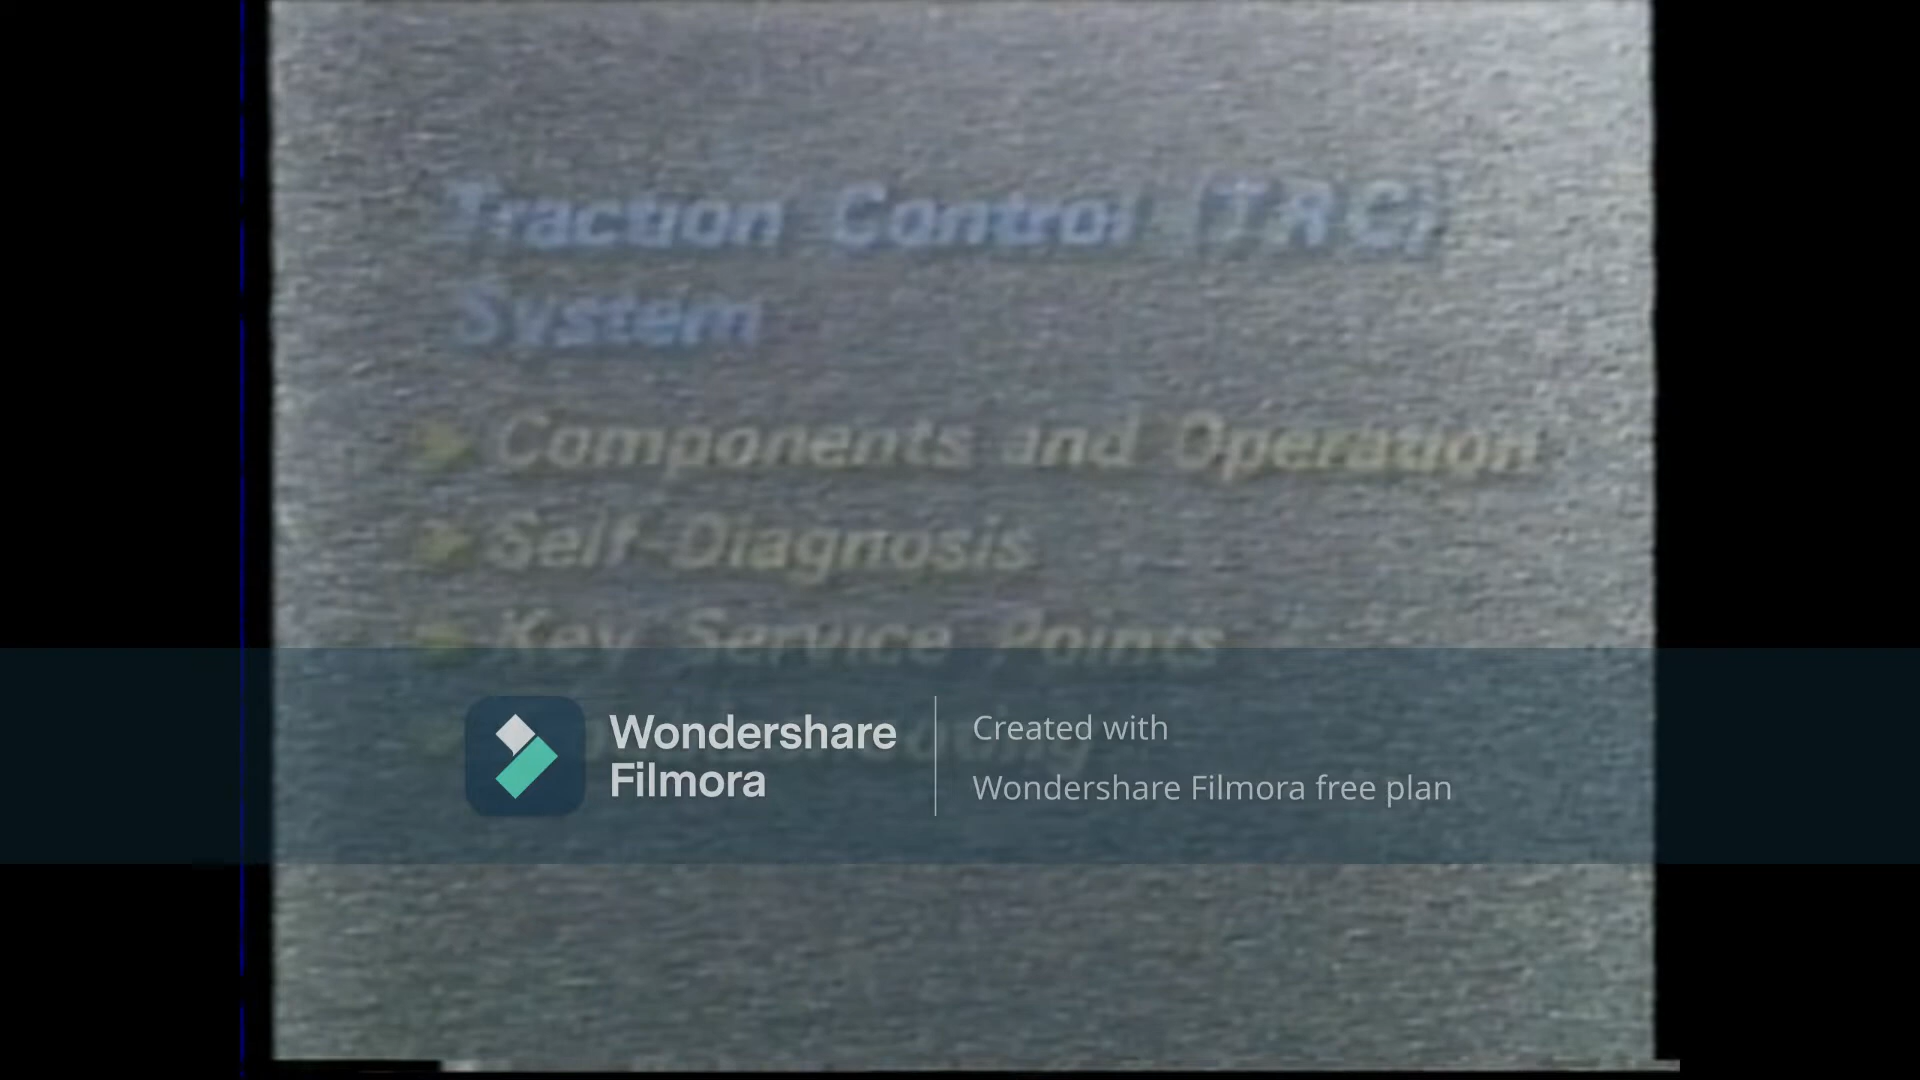 Traction Control (TRC)
System
Components and Operation
Self-Diagnosis
Key Service Points
Wondershare
Filmora
Created with
Wondershare Filmora free plan